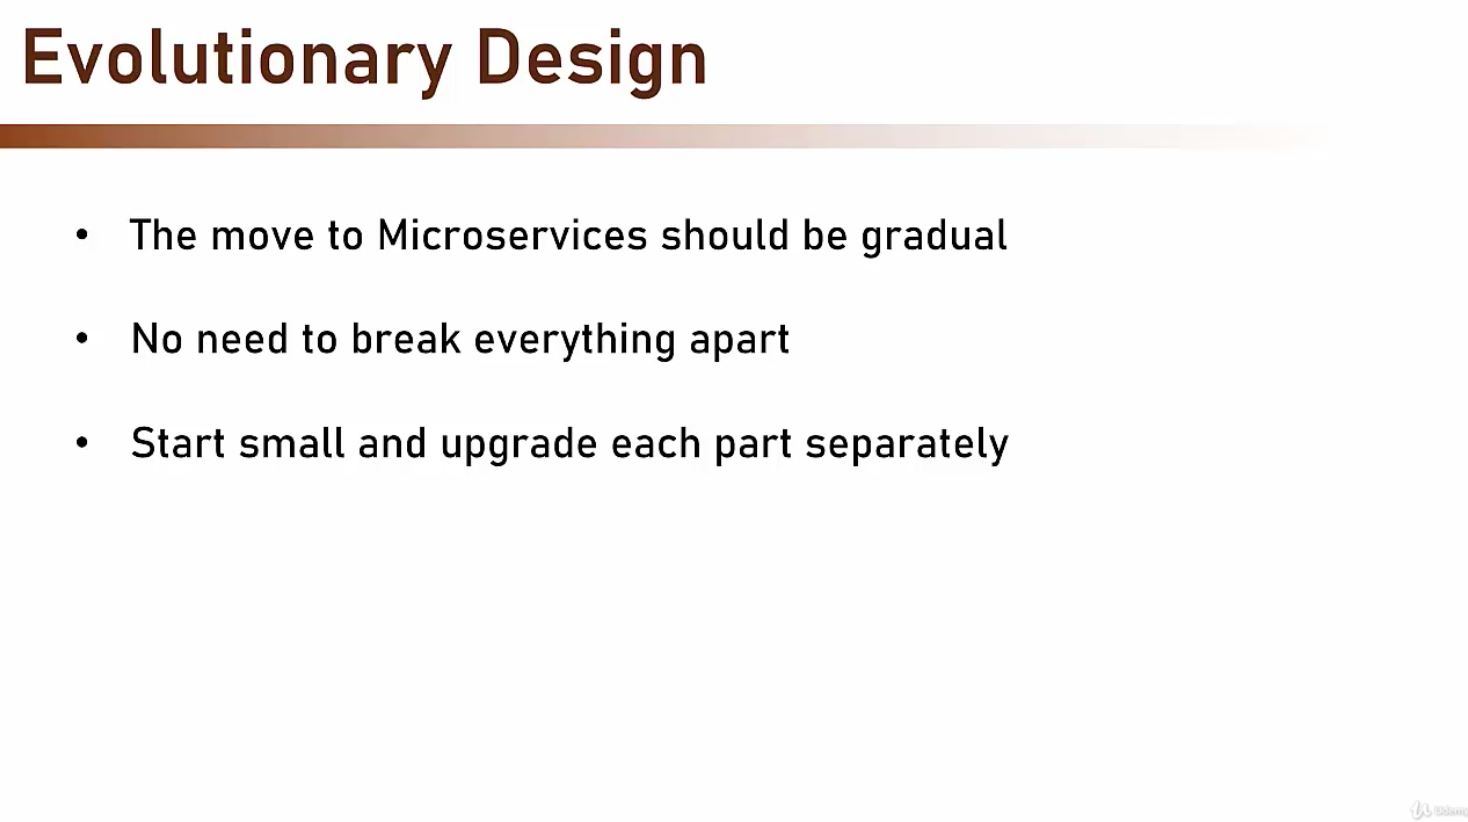 Evolutionary Design
• The move to Microservices should be gradual
• No need to break everything apart
• Start small and upgrade each part separately
Udemy